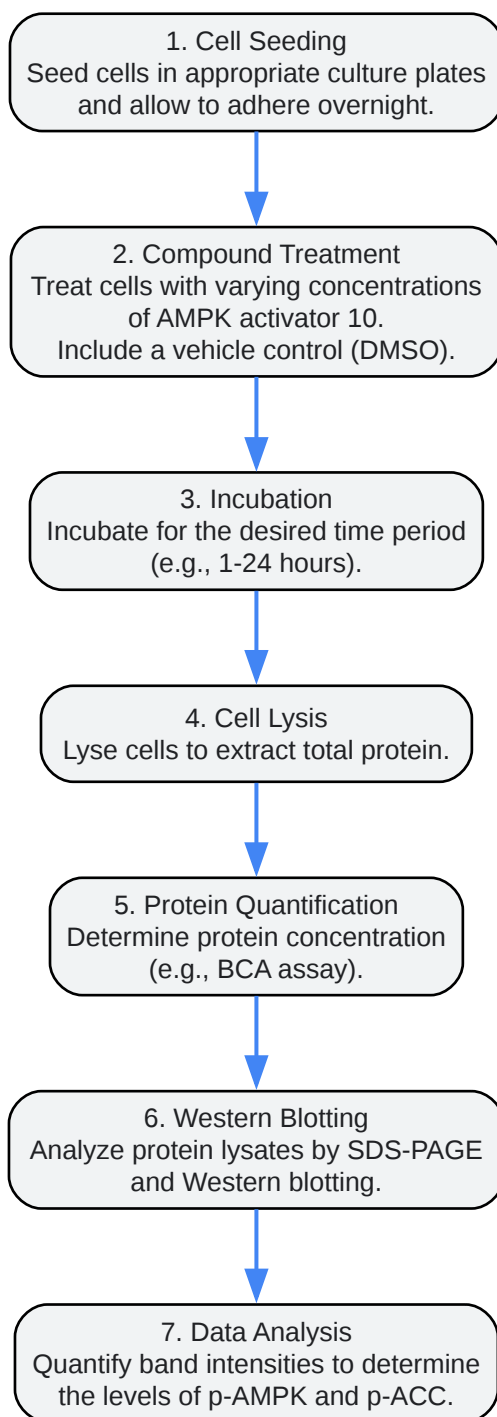 1. Cell Seeding
Seed cells in appropriate culture plates
and allow to adhere overnight.
2. Compound Treatment
Treat cells with varying concentrations
of AMPK activator 10.
Include a vehicle control (DMSO).
3. Incubation
Incubate for the desired time period
(e.g., 1-24 hours).
4. Cell Lysis
Lyse cells to extract total protein.
5. Protein Quantification
Determine protein concentration
(e.g., BCA assay).
6. Western Blotting
Analyze protein lysates by SDS-PAGE
and Western blotting.
7. Data Analysis
Quantify band intensities to determine
the levels of p-AMPK and p-ACC.